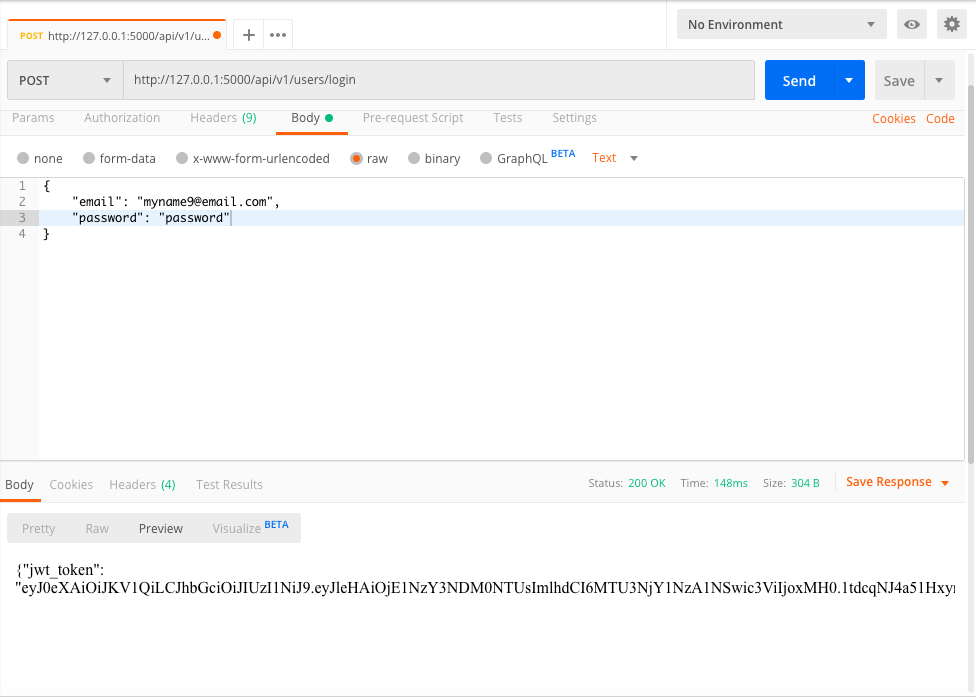 POST http://127.0.0.1:5000/api/v1/u...
No Environment
POST http://127.0.0.1:5000/api/v1/users/login Send Save
Params Authorization Headers (9) Body Pre-request Script Tests Settings Cookies Code
none form-data x-www-form-urlencoded raw binary GraphQL BETA Text
1 {
2 "email": "myname9@email.com",
3 "password": "password"
4 }
Body Cookies Headers (4) Test Results Status: 200 OK Time: 148ms Size: 304 B Save Response
Pretty Raw Preview Visualize BETA
{"jwt_token":
"eyJ0eXAiOiJKV1QiLCJhbGciOiJIUzI1NiJ9.eyJleHAiOjE1NzY3NDM0NTUsImlhdCI6MTU3NjY1NzA1NSwic3ViIjoxMH0.1tdcqNJ4a51Hxy